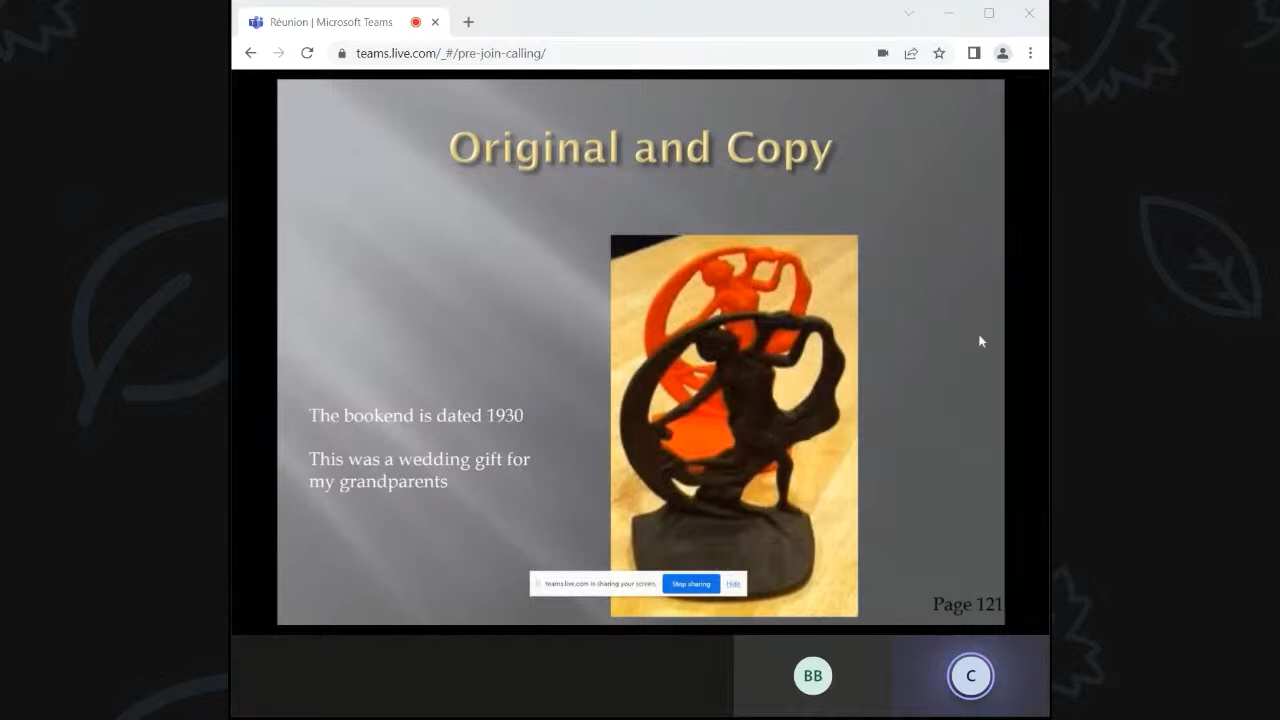 Réunion | Microsoft Teams
teams.live.com/_#/pre-join-calling/
Original and Copy
The bookend is dated 1930
This was a wedding gift for
my grandparents
teams.live.com is sharing your screen.
Stop sharing
Hide
Page 121
BB
C